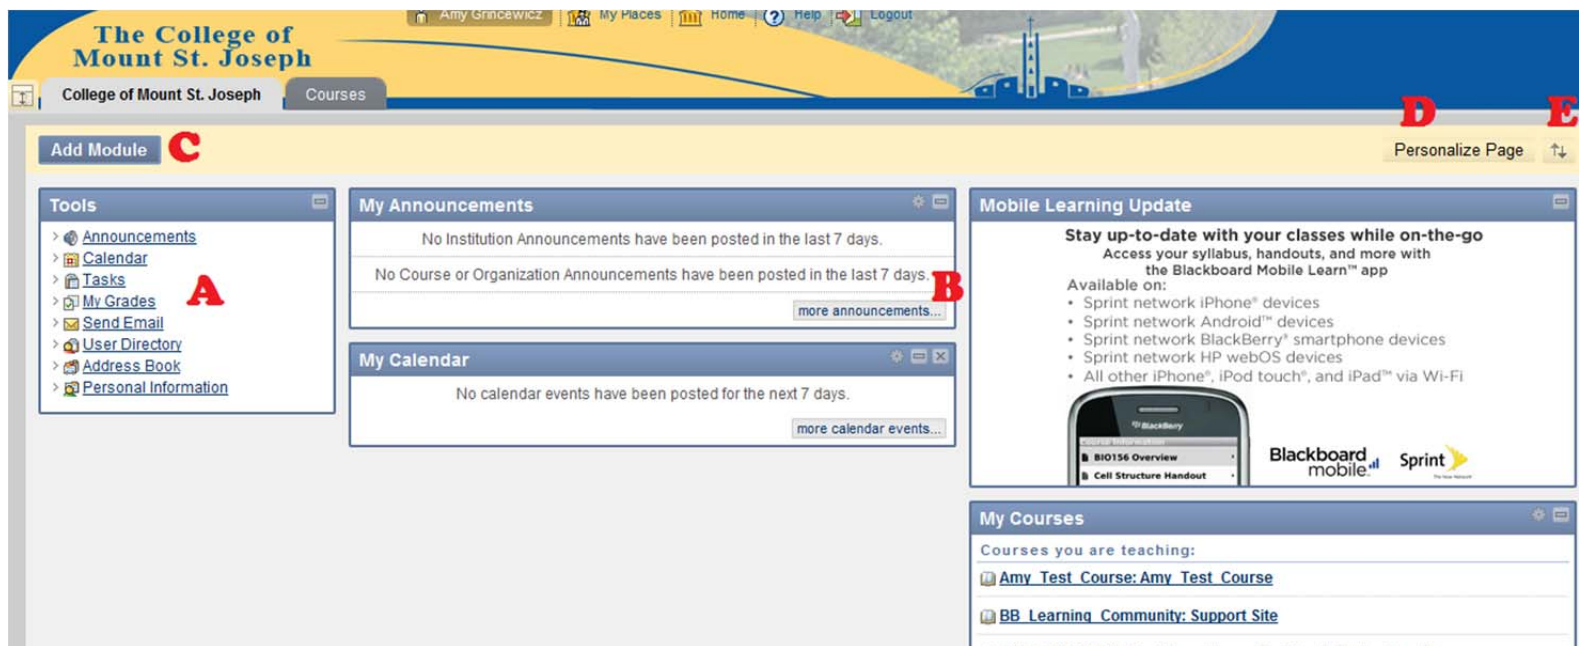 Amy Grincewicz My Places Home Help Logout
The College of
Mount St. Joseph
College of Mount St. Joseph Courses
D E
Add Module C Personalize Page
Tools
Announcements
Calendar
Tasks
My Grades
Send Email
User Directory
Address Book
Personal Information
A
My Announcements
No Institution Announcements have been posted in the last 7 days.
No Course or Organization Announcements have been posted in the last 7 days.
B
more announcements...
My Calendar
No calendar events have been posted for the next 7 days.
more calendar events...
Mobile Learning Update
Stay up-to-date with your classes while on-the-go
Access your syllabus, handouts, and more with
the Blackboard Mobile Learn™ app
Available on:
• Sprint network iPhone® devices
• Sprint network Android™ devices
• Sprint network BlackBerry® smartphone devices
• Sprint network HP webOS devices
• All other iPhone®, iPod touch®, and iPad™ via Wi-Fi
BlackBerry
Course Information
BIO156 Overview
Cell Structure Handout
Blackboard
mobile
Sprint
My Courses
Courses you are teaching:
Amy_Test_Course: Amy_Test_Course
BB_Learning_Community: Support Site